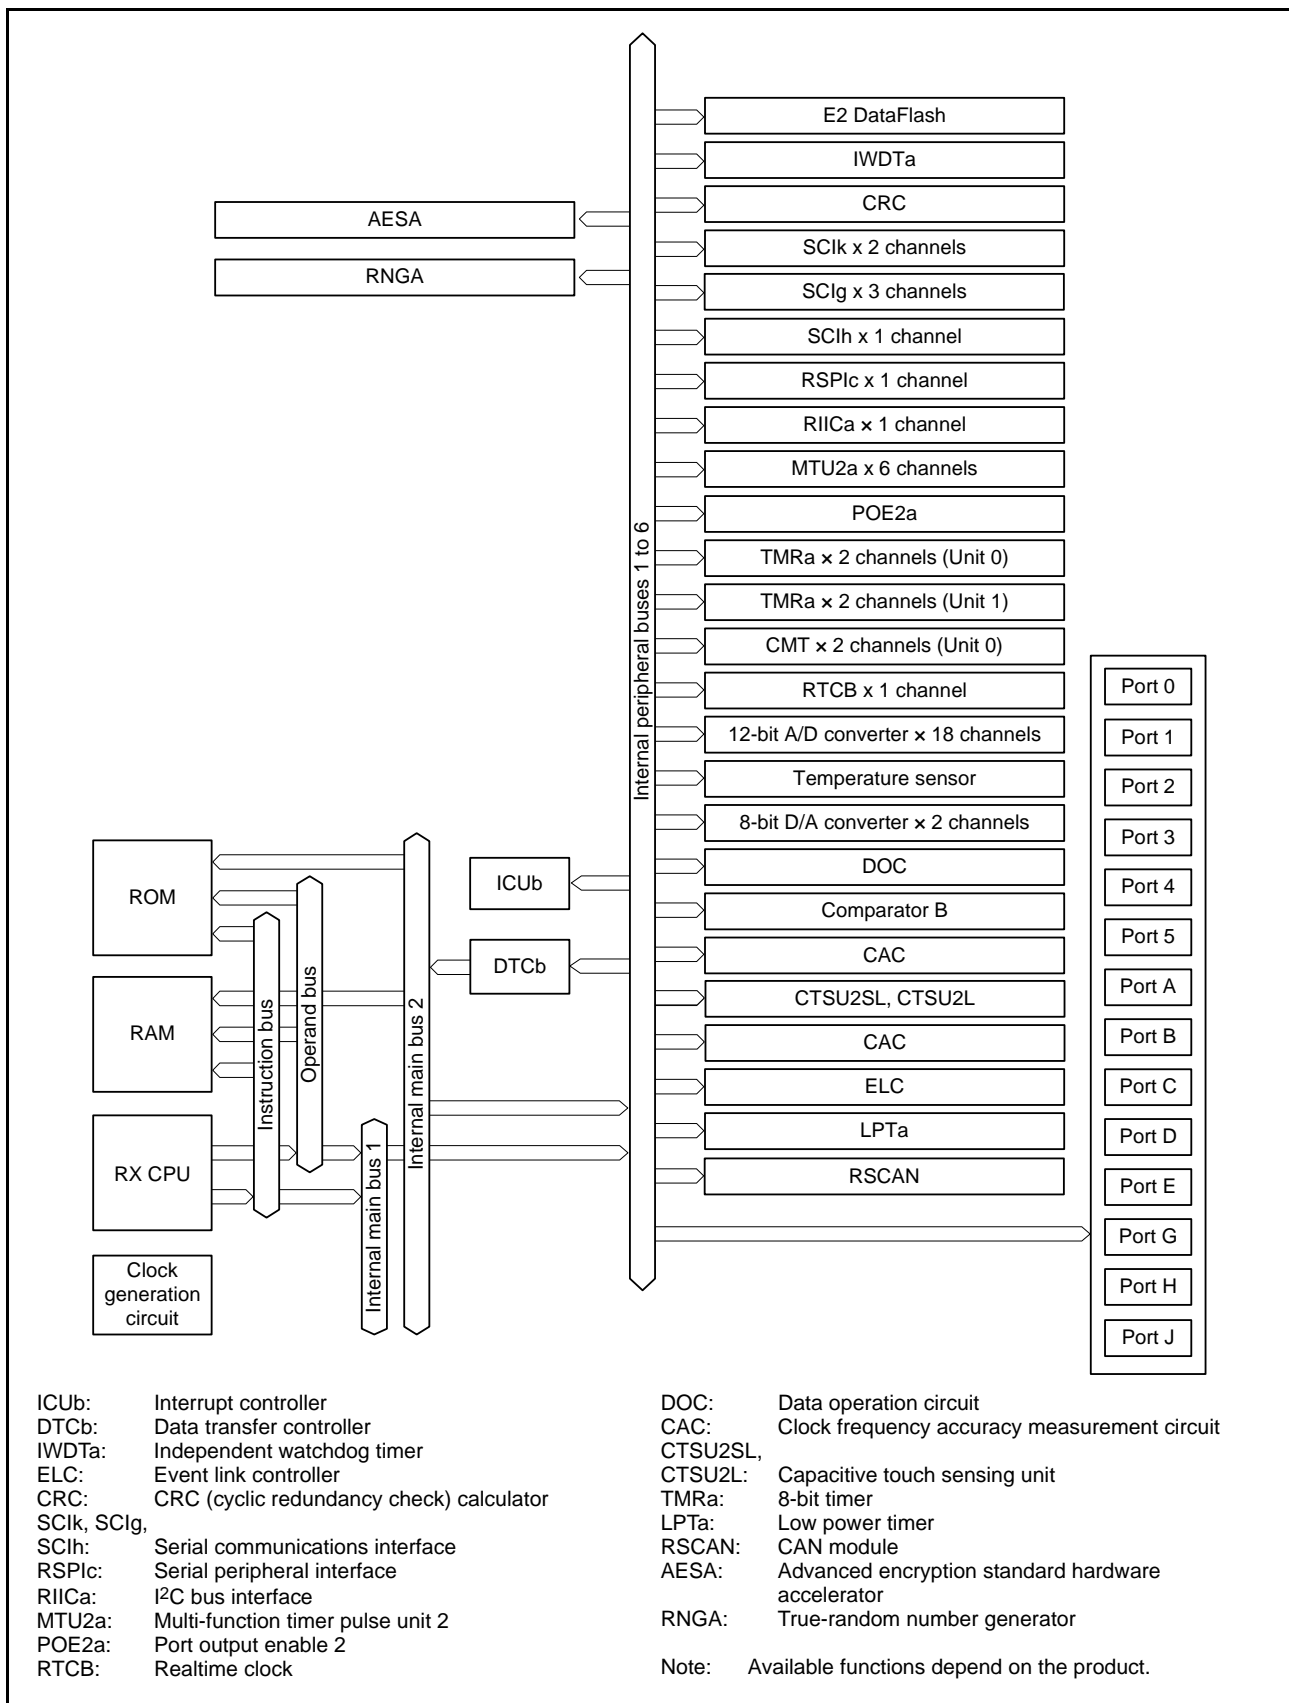 E2 DataFlash
IWDTa
CRC
AESA
SCIk x 2 channels
RNGA
SCIg x 3 channels
SCIh x 1 channel
RSPIc x 1 channel
RIICa × 1 channel
MTU2a x 6 channels
POE2a
Internal peripheral buses 1 to 6
TMRa × 2 channels (Unit 0)
TMRa × 2 channels (Unit 1)
CMT × 2 channels (Unit 0)
RTCB x 1 channel
12-bit A/D converter × 18 channels
Temperature sensor
8-bit D/A converter × 2 channels
DOC
Comparator B
CAC
CTSU2SL, CTSU2L
CAC
ELC
LPTa
RSCAN
Port 0
Port 1
Port 2
Port 3
Port 4
Port 5
Port A
Port B
Port C
Port D
Port E
Port G
Port H
Port J
ROM
RAM
RX CPU
Clock
generation
circuit
Instruction bus
Operand bus
Internal main bus 1
Internal main bus 2
ICUb
DTCb
ICUb: Interrupt controller
DTCb: Data transfer controller
IWDTa: Independent watchdog timer
ELC: Event link controller
CRC: CRC (cyclic redundancy check) calculator
SCIk, SCIg,
SCIh: Serial communications interface
RSPIc: Serial peripheral interface
RIICa: I2C bus interface
MTU2a: Multi-function timer pulse unit 2
POE2a: Port output enable 2
RTCB: Realtime clock
DOC: Data operation circuit
CAC: Clock frequency accuracy measurement circuit
CTSU2SL,
CTSU2L: Capacitive touch sensing unit
TMRa: 8-bit timer
LPTa: Low power timer
RSCAN: CAN module
AESA: Advanced encryption standard hardware
accelerator
RNGA: True-random number generator
Note: Available functions depend on the product.